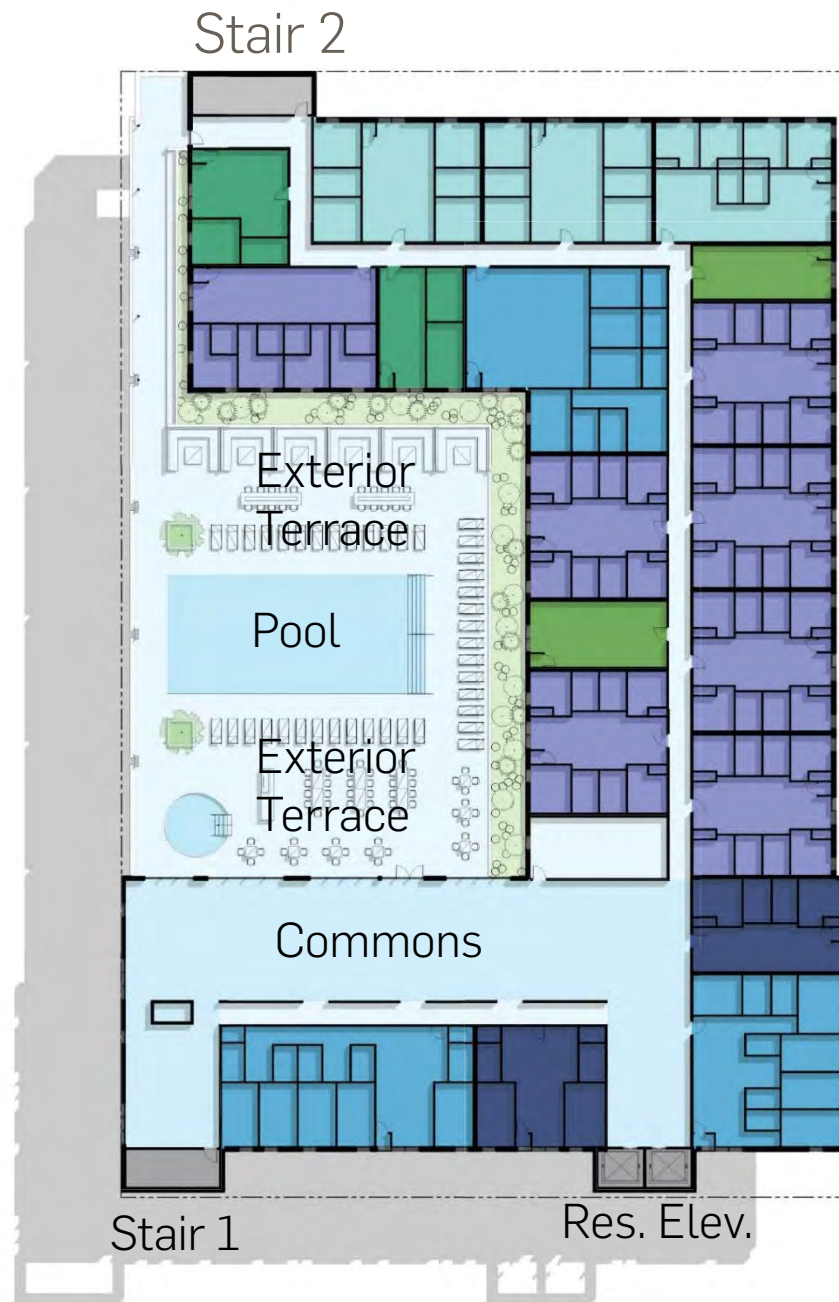 Stair 2
Exterior
Terrace
Pool
Exterior
Terrace
Commons
Stair 1
Res. Elev.